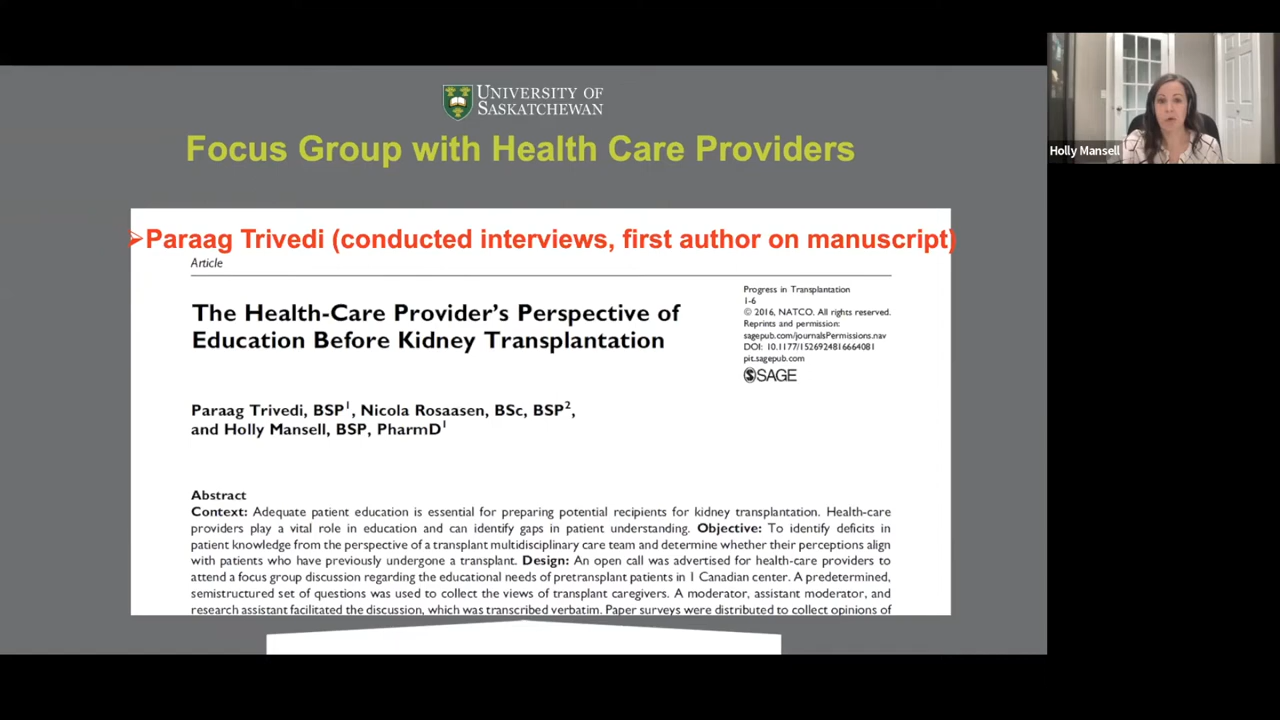 UNIVERSITY OF
SASKATCHEWAN
Focus Group with Health Care Providers
Holly Mansell
➢Paraag Trivedi (conducted interviews, first author on manuscript)
Article
The Health-Care Provider's Perspective of
Education Before Kidney Transplantation
Progress in Transplantation
1-6
© 2016, NATCO. All rights reserved.
Reprints and permission:
sagepub.com/journalsPermissions.nav
DOI: 10.1177/1526924816664081
pit.sagepub.com
SAGE
Paraag Trivedi, BSP1, Nicola Rosaasen, BSc, BSP2,
and Holly Mansell, BSP, PharmD1
Abstract
Context: Adequate patient education is essential for preparing potential recipients for kidney transplantation. Health-care
providers play a vital role in education and can identify gaps in patient understanding. Objective: To identify deficits in
patient knowledge from the perspective of a transplant multidisciplinary care team and determine whether their perceptions align
with patients who have previously undergone a transplant. Design: An open call was advertised for health-care providers to
attend a focus group discussion regarding the educational needs of pretransplant patients in 1 Canadian center. A predetermined,
semistructured set of questions was used to collect the views of transplant caregivers. A moderator, assistant moderator, and
research assistant facilitated the discussion, which was transcribed verbatim. Paper surveys were distributed to collect opinions of